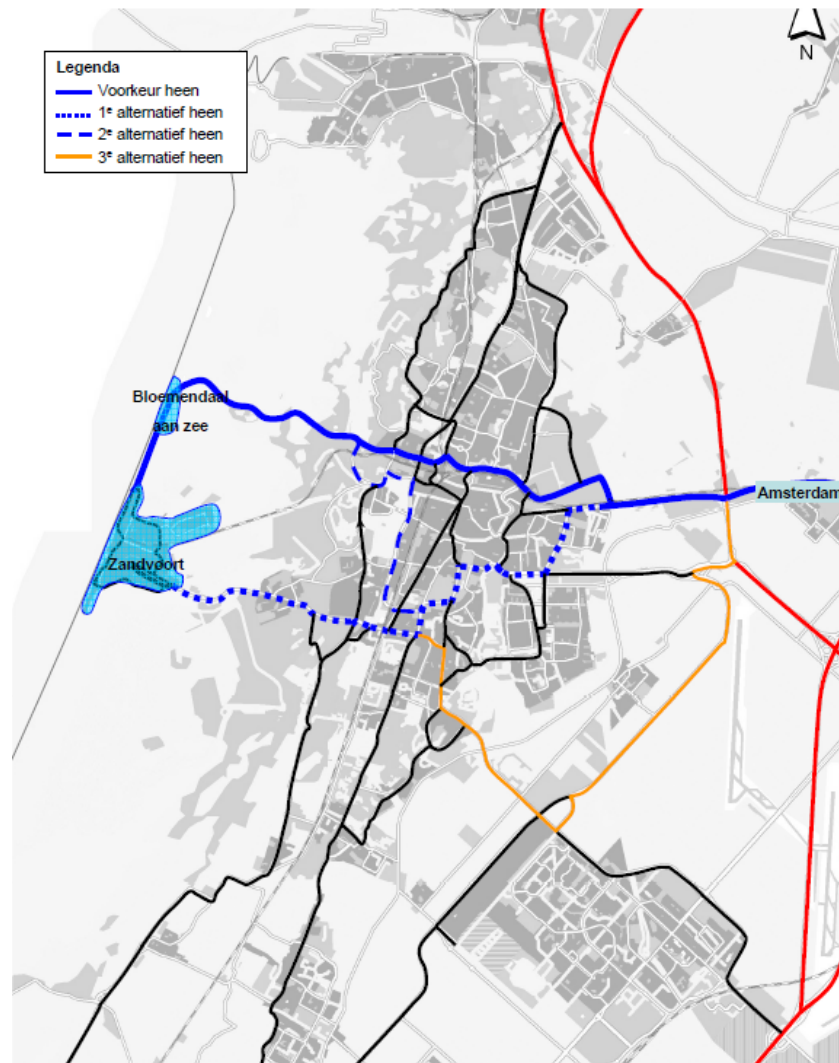 N
Legenda
Voorkeur heen
1e alternatief heen
2e alternatief heen
3e alternatief heen
Bloemendaal
aan zee
Amsterdam
Zandvoort